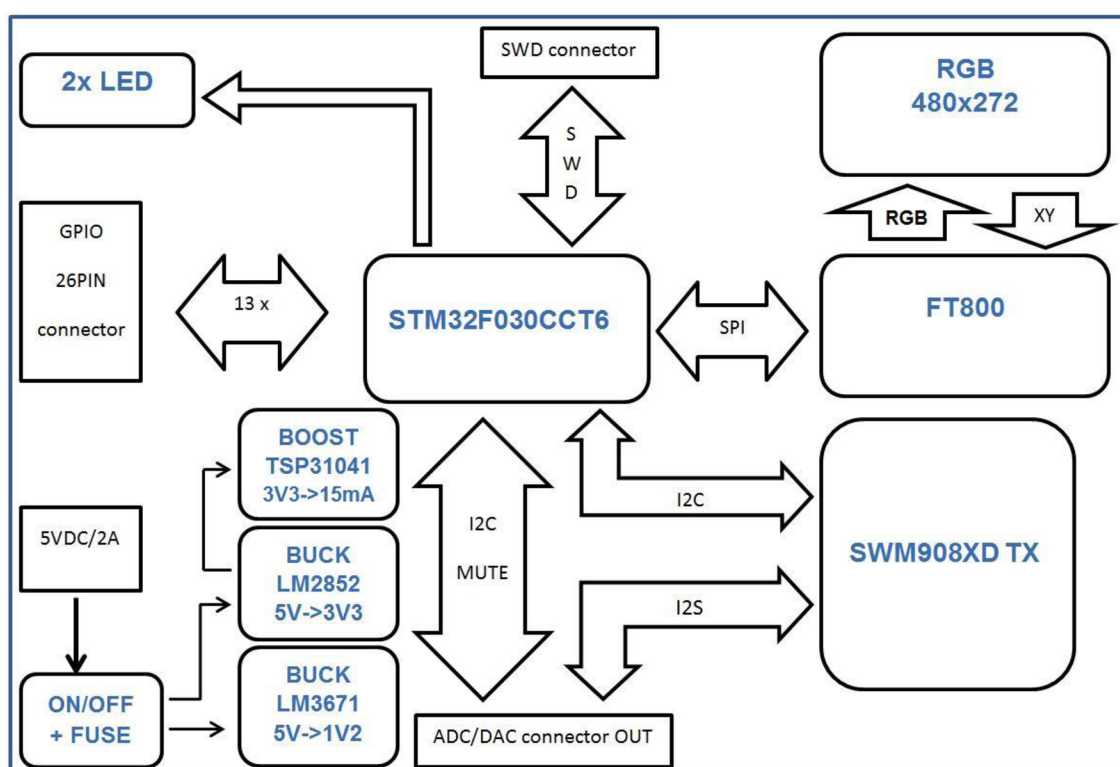 SWD connector
2x LED
RGB
480x272
S
W
D
RGB
XY
GPIO
26PIN
connector
13 x
STM32F030CCT6
SPI
FT800
BOOST
TSP31041
3V3->15mA
5VDC/2A
I2C
MUTE
I2C
BUCK
LM2852
5V->3V3
SWM908XD TX
I2S
ON/OFF
+ FUSE
BUCK
LM3671
5V->1V2
ADC/DAC connector OUT